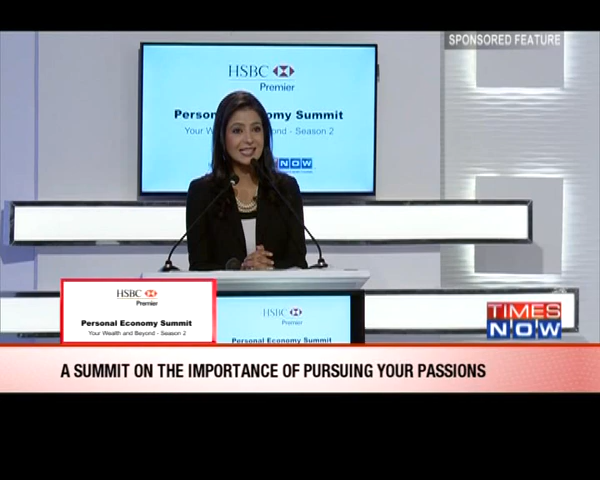 SPONSORED FEATURE
HSBC
Premier
Personal Economy Summit
Your Wealth and Beyond - Season 2
NOW
HSBC
Premier
Personal Economy Summit
Your Wealth and Beyond - Season 2
HSBC
Premier
Personal Economy Summit
TIMES
NOW
A SUMMIT ON THE IMPORTANCE OF PURSUING YOUR PASSIONS